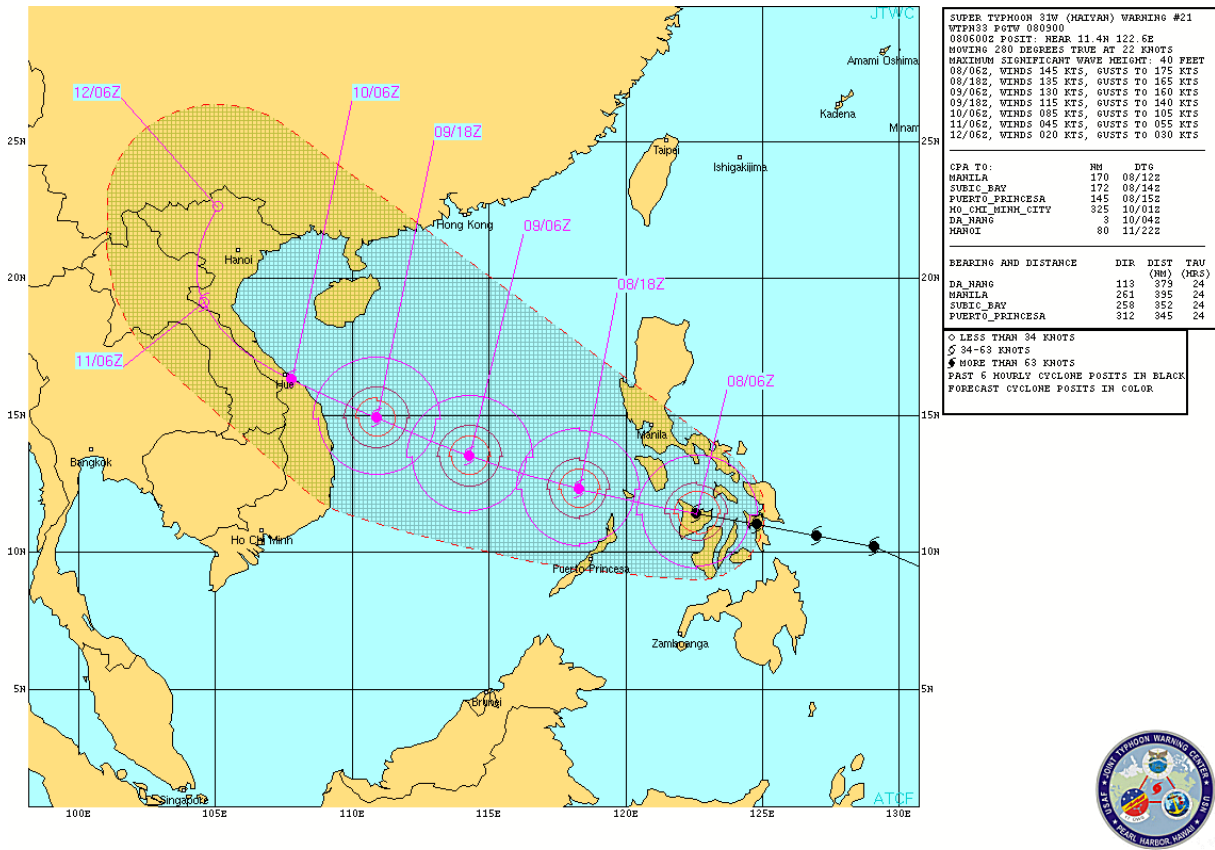 JTWC
Amami Oshima
12/06Z
10/06Z
Kadena
09/18Z
Minam
25N
25N
Taipei
Ishigakijima
Hong Kong
09/06Z
Hanoi
20N
20N
08/18Z
11/06Z
Hue
08/06Z
15N
15N
Manila
Bangkok
Ho Chi Minh
10N
10N
Puerto Princesa
Zamboanga
5N
5N
Brunei
Singapore
ATCF
100E
105E
110E
115E
120E
125E
130E
SUPER TYPHOON 31W (HAIYAN) WARNING #21
WTPN33 PGTW 080900
080600Z POSIT: NEAR 11.4N 122.6E
MOVING 280 DEGREES TRUE AT 22 KNOTS
MAXIMUM SIGNIFICANT WAVE HEIGHT: 40 FEET
08/06Z, WINDS 145 KTS, GUSTS TO 175 KTS
08/18Z, WINDS 135 KTS, GUSTS TO 165 KTS
09/06Z, WINDS 130 KTS, GUSTS TO 160 KTS
09/18Z, WINDS 115 KTS, GUSTS TO 140 KTS
10/06Z, WINDS 085 KTS, GUSTS TO 105 KTS
11/06Z, WINDS 045 KTS, GUSTS TO 055 KTS
12/06Z, WINDS 020 KTS, GUSTS TO 030 KTS
CPA TO: NM DTG
MANILA 170 08/12Z
SUBIC_BAY 172 08/14Z
PUERTO_PRINCESA 145 08/15Z
HO_CHI_MINH_CITY 325 10/01Z
DA_NANG 3 10/04Z
HANOI 80 11/22Z
BEARING AND DISTANCE DIR DIST TAU
(NM) (HRS)
DA_NANG 113 379 24
MANILA 261 395 24
SUBIC_BAY 258 352 24
PUERTO_PRINCESA 312 345 24
LESS THAN 34 KNOTS
34-63 KNOTS
MORE THAN 63 KNOTS
PAST 6 HOURLY CYCLONE POSITS IN BLACK
FORECAST CYCLONE POSITS IN COLOR
JOINT TYPHOON WARNING CENTER
USAF
USN
PEARL HARBOR, HAWAII